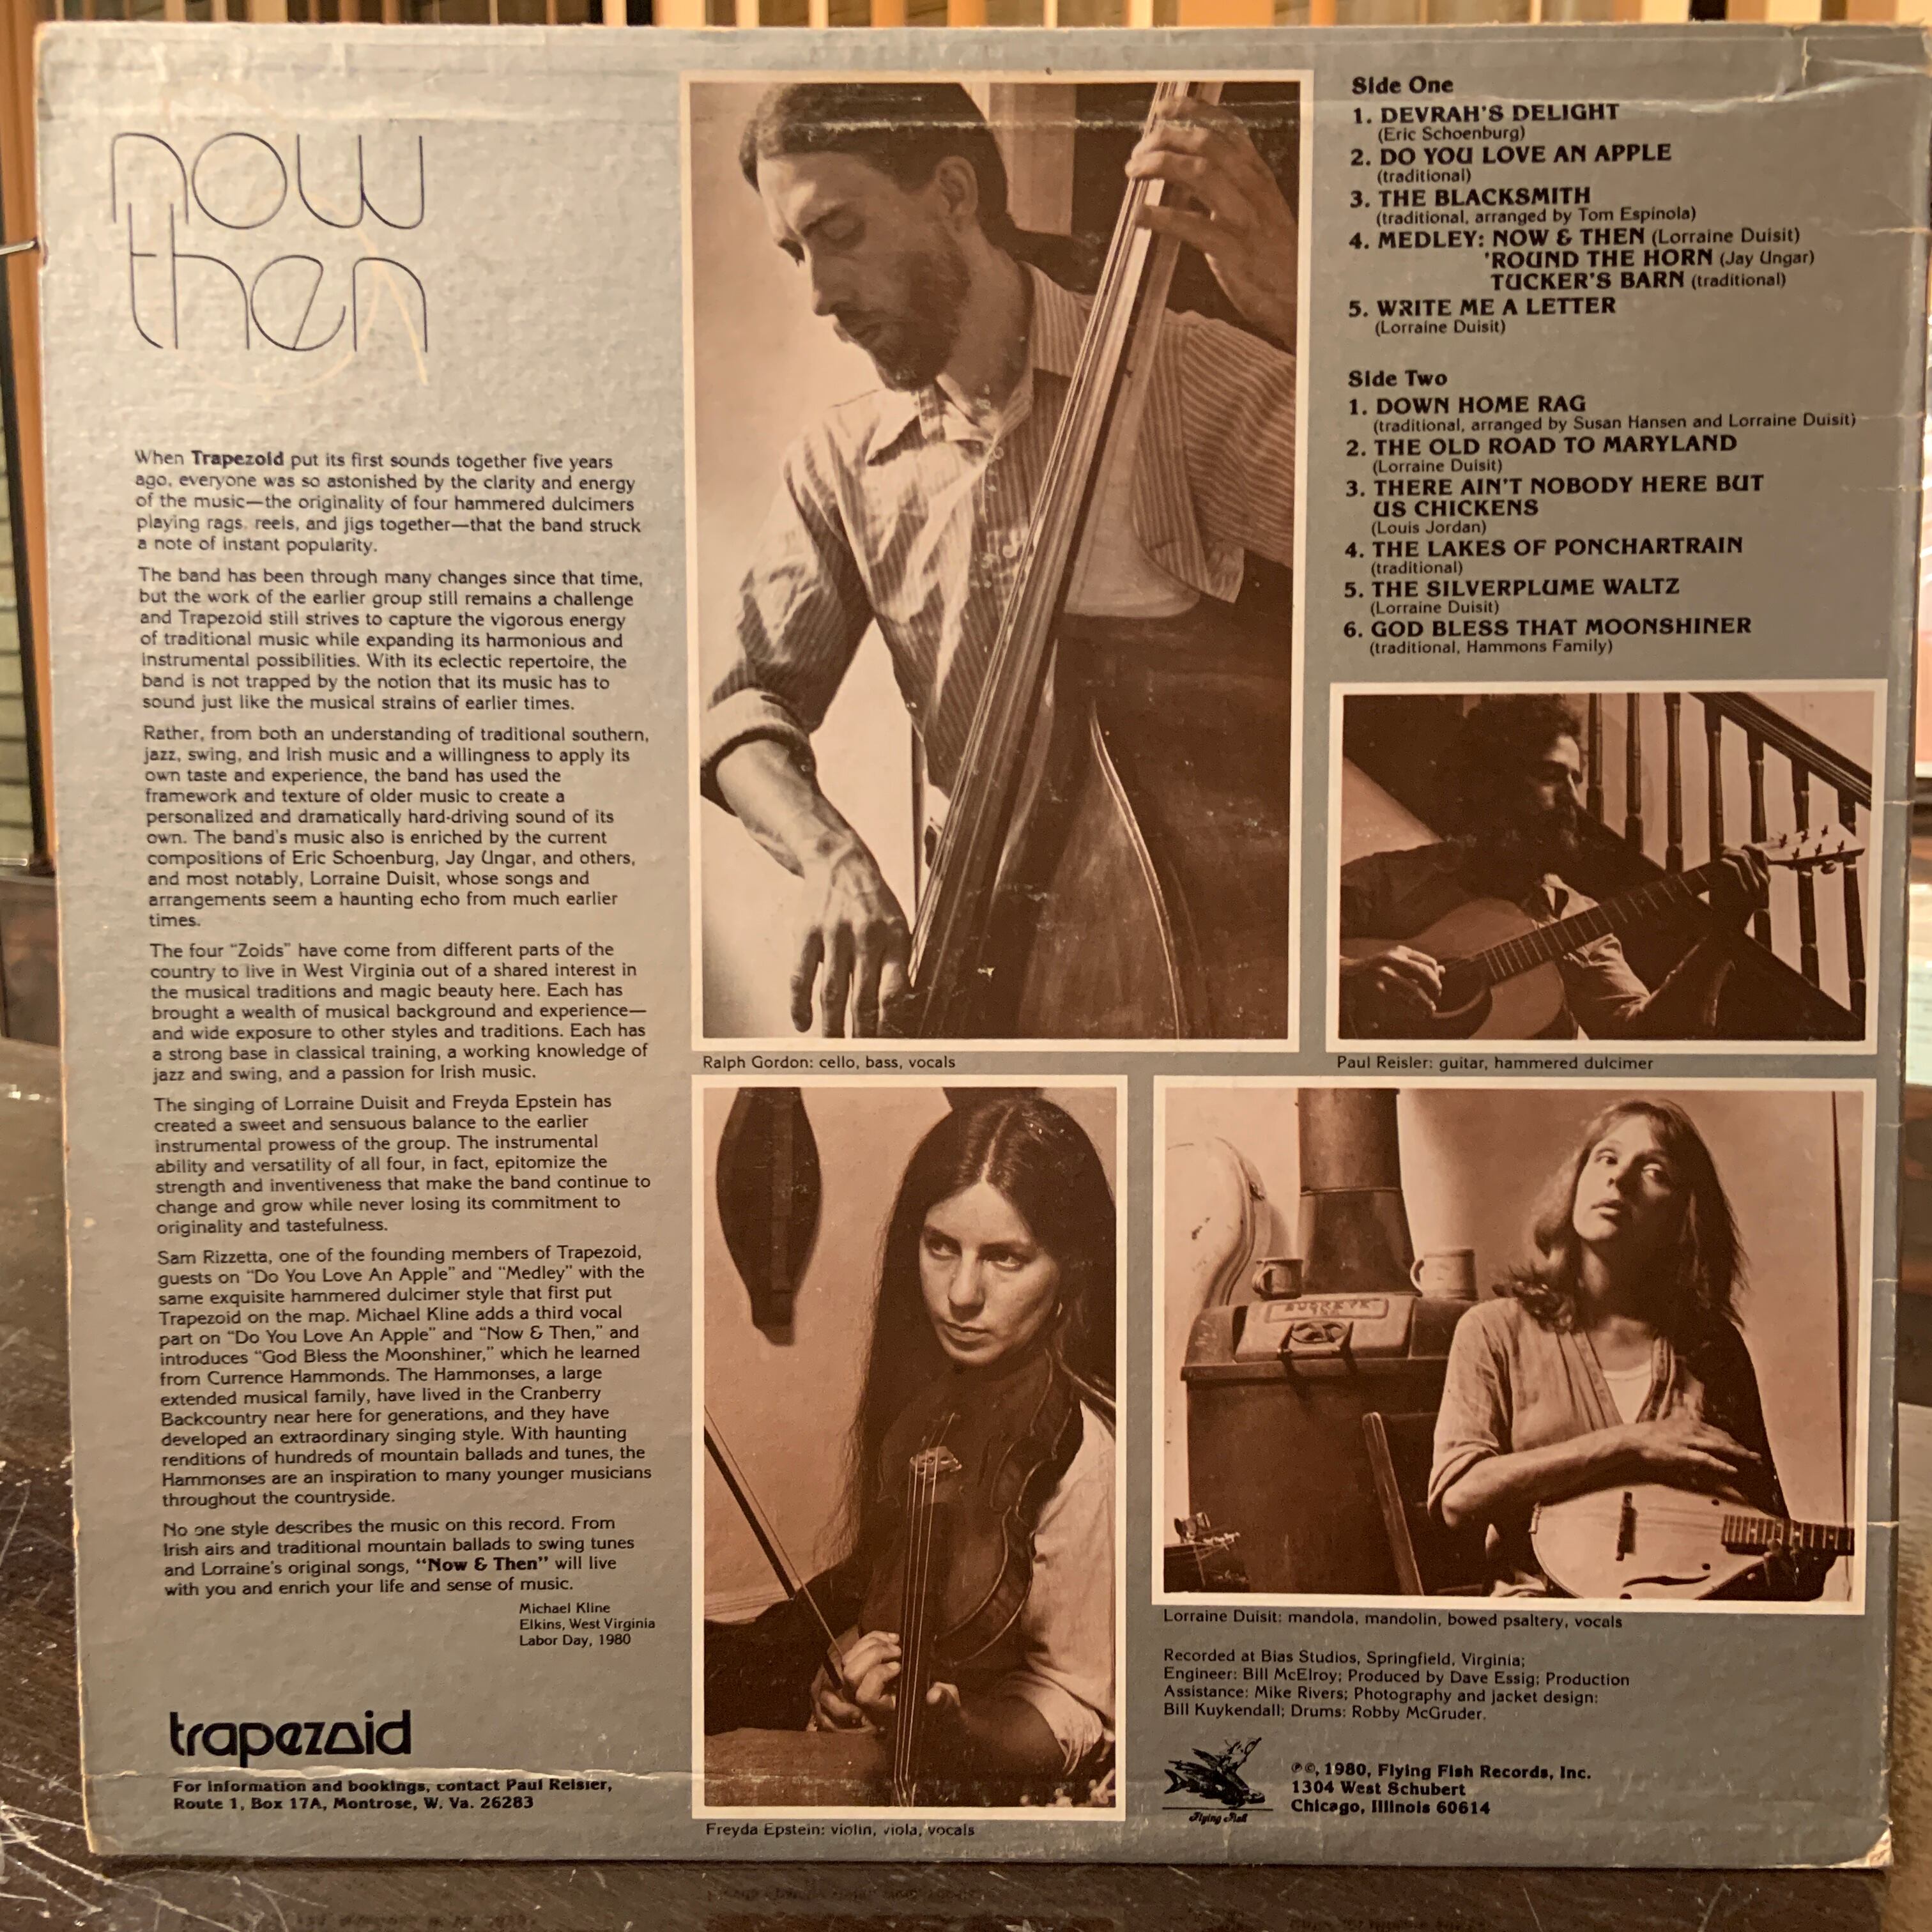 now
then
When Trapezoid put its first sounds together five years
ago, everyone was so astonished by the clarity and energy
of the music—the originality of four hammered dulcimers
playing rags, reels, and jigs together—that the band struck
a note of instant popularity.
The band has been through many changes since that time,
but the work of the earlier group still remains a challenge
and Trapezoid still strives to capture the vigorous energy
of traditional music while expanding its harmonious and
instrumental possibilities. With its eclectic repertoire, the
band is not trapped by the notion that its music has to
sound just like the musical strains of earlier times.
Rather, from both an understanding of traditional southern,
jazz, swing, and Irish music and a willingness to apply its
own taste and experience, the band has used the
framework and texture of older music to create a
personalized and dramatically hard-driving sound of its
own. The band's music also is enriched by the current
compositions of Eric Schoenburg, Jay Ungar, and others,
and most notably, Lorraine Duisit, whose songs and
arrangements seem a haunting echo from much earlier
times.
The four “Zoids” have come from different parts of the
country to live in West Virginia out of a shared interest in
the musical traditions and magic beauty here. Each has
brought a wealth of musical background and experience—
and wide exposure to other styles and traditions. Each has
a strong base in classical training, a working knowledge of
jazz and swing, and a passion for Irish music.
The singing of Lorraine Duisit and Freyda Epstein has
created a sweet and sensuous balance to the earlier
instrumental prowess of the group. The instrumental
ability and versatility of all four, in fact, epitomize the
strength and inventiveness that make the band continue to
change and grow while never losing its commitment to
originality and tastefulness.
Sam Rizzetta, one of the founding members of Trapezoid,
guests on “Do You Love An Apple” and “Medley” with the
same exquisite hammered dulcimer style that first put
Trapezoid on the map. Michael Kline adds a third vocal
part on “Do You Love An Apple” and “Now & Then,” and
introduces “God Bless the Moonshiner,” which he learned
from Currence Hammonds. The Hammonses, a large
extended musical family, have lived in the Cranberry
Backcountry near here for generations, and they have
developed an extraordinary singing style. With haunting
renditions of hundreds of mountain ballads and tunes, the
Hammonses are an inspiration to many younger musicians
throughout the countryside.
No one style describes the music on this record. From
Irish airs and traditional mountain ballads to swing tunes
and Lorraine's original songs, “Now & Then” will live
with you and enrich your life and sense of music.
Michael Kline
Elkins, West Virginia
Labor Day, 1980
trapezoid
For information and bookings, contact Paul Reisler,
Route 1, Box 17A, Montrose, W. Va. 26283
Ralph Gordon: cello, bass, vocals
Freyda Epstein: violin, viola, vocals
Side One
1. DEVRAH'S DELIGHT
(Eric Schoenburg)
2. DO YOU LOVE AN APPLE
(traditional)
3. THE BLACKSMITH
(traditional, arranged by Tom Espinola)
4. MEDLEY: NOW & THEN (Lorraine Duisit)
'ROUND THE HORN (Jay Ungar)
TUCKER'S BARN (traditional)
5. WRITE ME A LETTER
(Lorraine Duisit)
Side Two
1. DOWN HOME RAG
(traditional, arranged by Susan Hansen and Lorraine Duisit)
2. THE OLD ROAD TO MARYLAND
(Lorraine Duisit)
3. THERE AIN'T NOBODY HERE BUT
US CHICKENS
(Louis Jordan)
4. THE LAKES OF PONCHARTRAIN
(traditional)
5. THE SILVERPLUME WALTZ
(Lorraine Duisit)
6. GOD BLESS THAT MOONSHINER
(traditional, Hammons Family)
Paul Reisler: guitar, hammered dulcimer
Lorraine Duisit: mandola, mandolin, bowed psaltery, vocals
Recorded at Bias Studios, Springfield, Virginia;
Engineer: Bill McElroy; Produced by Dave Essig; Production
Assistance: Mike Rivers; Photography and jacket design:
Bill Kuykendall; Drums: Robby McGruder.
Flying Fish
℗©, 1980, Flying Fish Records, Inc.
1304 West Schubert
Chicago, Illinois 60614